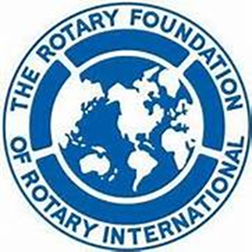 THE ROTARY FOUNDATION
OF ROTARY INTERNATIONAL